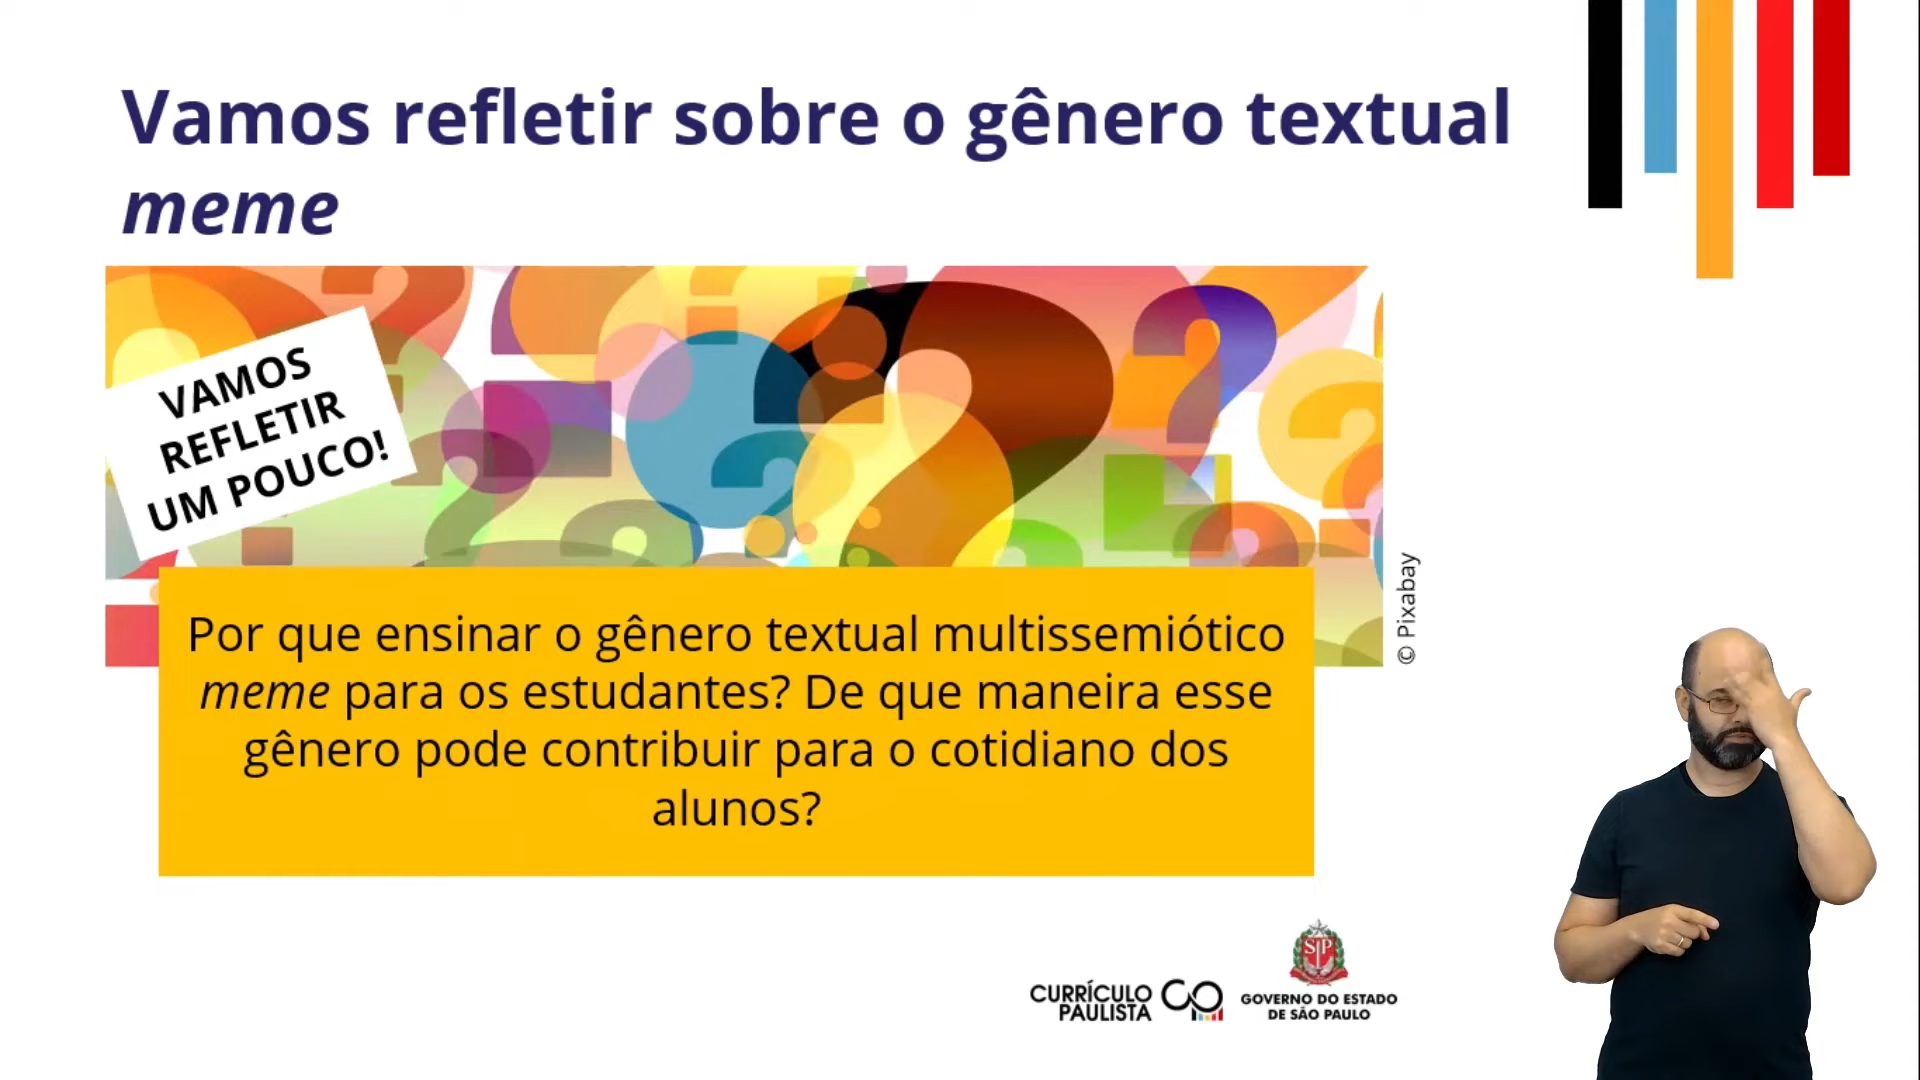 Vamos refletir sobre o gênero textual
meme
VAMOS
REFLETIR
UM POUCO!
© Pixabay
Por que ensinar o gênero textual multissemiótico
meme para os estudantes? De que maneira esse
gênero pode contribuir para o cotidiano dos
alunos?
CURRÍCULO
PAULISTA
SP
GOVERNO DO ESTADO
DE SÃO PAULO